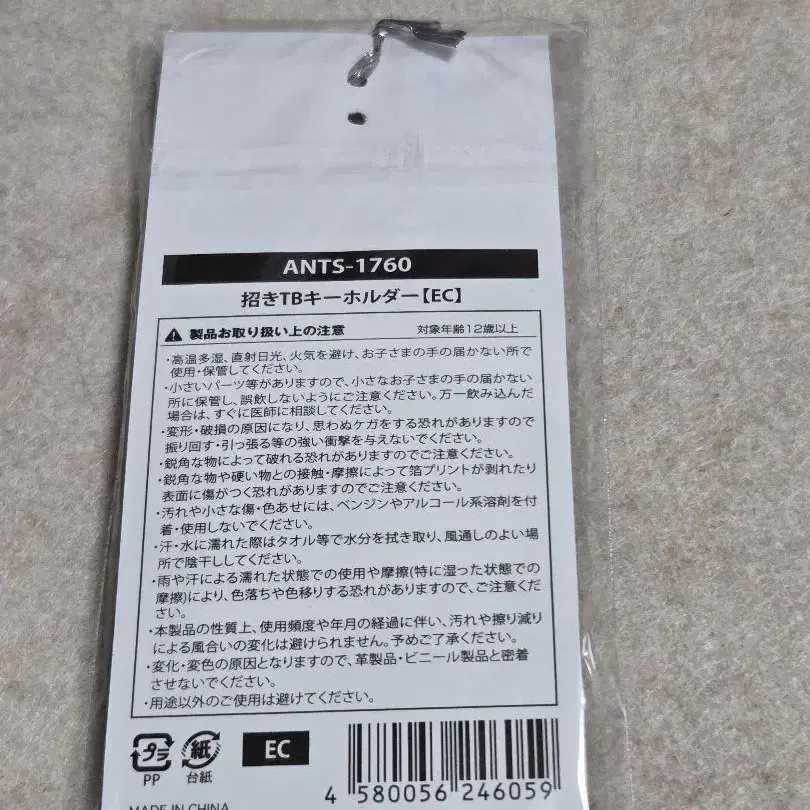 ANTS-1760
招きTBキーホルダー【EC】
⚠ 製品お取り扱い上の注意 対象年齢12歳以上
・高温多湿、直射日光、火気を避け、お子さまの手の届かない所で
使用・保管してください。
・小さいパーツ等がありますので、小さなお子さまの手の届かない
所に保管し、誤飲しないようにご注意ください。万一飲み込んだ
場合は、すぐに医師に相談してください。
・変形・破損の原因になり、思わぬケガをする恐れがありますので
振り回す・引っ張る等の強い衝撃を与えないでください。
・鋭角な物によって破れる恐れがありますのでご注意ください。
・鋭角な物や硬い物との接触・摩擦によって箔プリントが剥れたり
表面に傷がつく恐れがありますのでご注意ください。
・汚れや小さな傷・色あせには、ベンジンやアルコール系溶剤を付
着・使用しないでください。
・汗・水に濡れた際はタオル等で水分を拭き取り、風通しのよい場
所で陰干ししてください。
・雨や汗による濡れた状態での使用や摩擦(特に湿った状態での
摩擦)により、色落ちや色移りする恐れがありますので、ご注意くだ
さい。
・本製品の性質上、使用頻度や年月の経過に伴い、汚れや擦り減り
による風合いの変化は避けられません。予めご了承ください。
・変化・変色の原因となりますので、革製品・ビニール製品と密着
させないでください。
・用途以外のご使用は避けてください。
プラ 紙 EC
PP 台紙
4 580056 246059
MADE IN CHINA